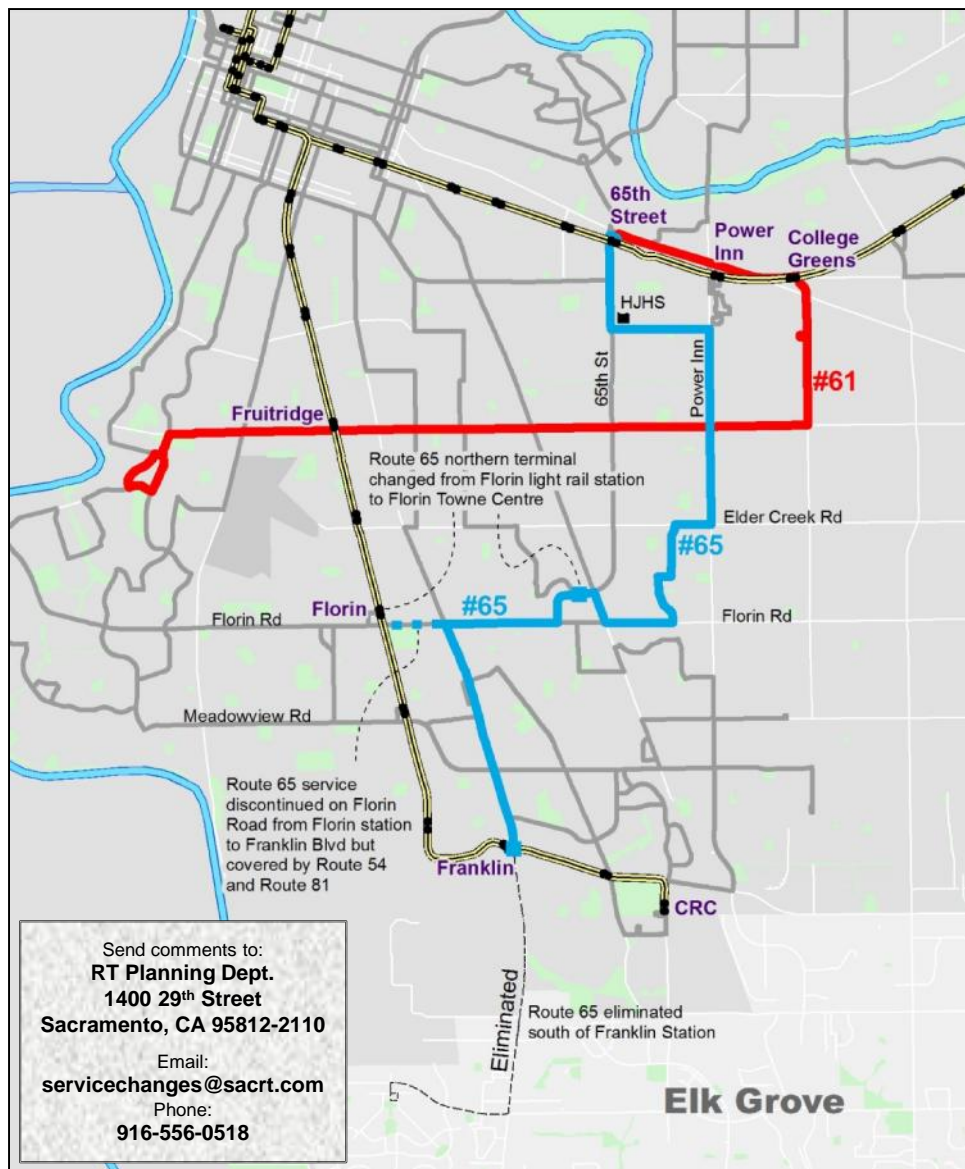 65th
Street
Power
Inn
College
Greens
HJHS
65th St
Power Inn
#61
Fruitridge
Route 65 northern terminal
changed from Florin light rail station
to Florin Towne Centre
Elder Creek Rd
#65
Florin
#65
Florin Rd
Florin Rd
Meadowview Rd
Route 65 service
discontinued on Florin
Road from Florin station
to Franklin Blvd but
covered by Route 54
and Route 81
Franklin
CRC
Eliminated
Route 65 eliminated
south of Franklin Station
Elk Grove
Send comments to:
RT Planning Dept.
1400 29th Street
Sacramento, CA 95812-2110
Email:
servicechanges@sacrt.com
Phone:
916-556-0518